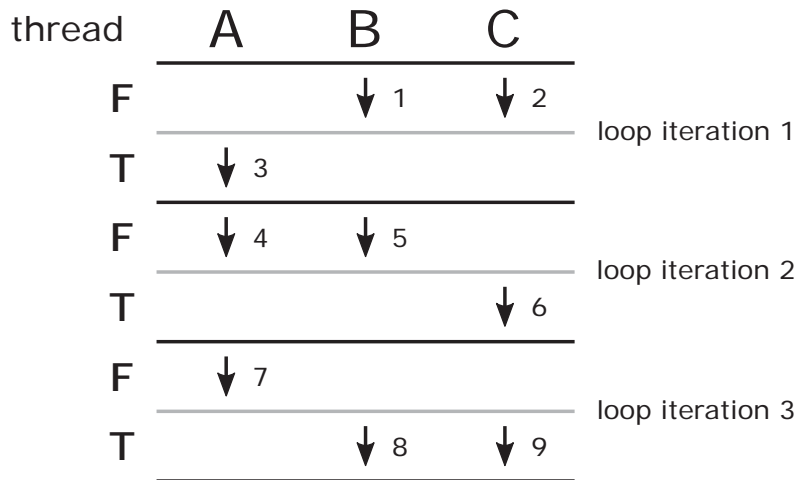 thread A B C
F 1 2
loop iteration 1
T 3
F 4 5
loop iteration 2
T 6
F 7
loop iteration 3
T 8 9